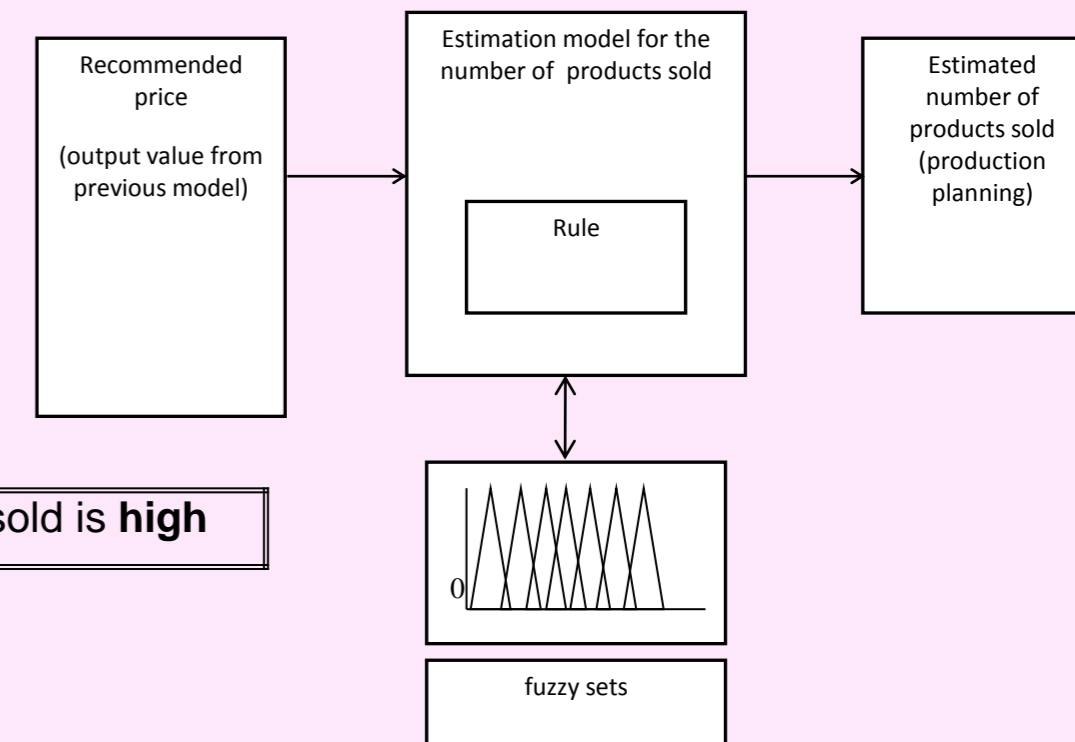 Recommended
price
(output value from
previous model)
Estimation model for the
number of products sold
Rule
Estimated
number of
products sold
(production
planning)
sold is high
0
fuzzy sets